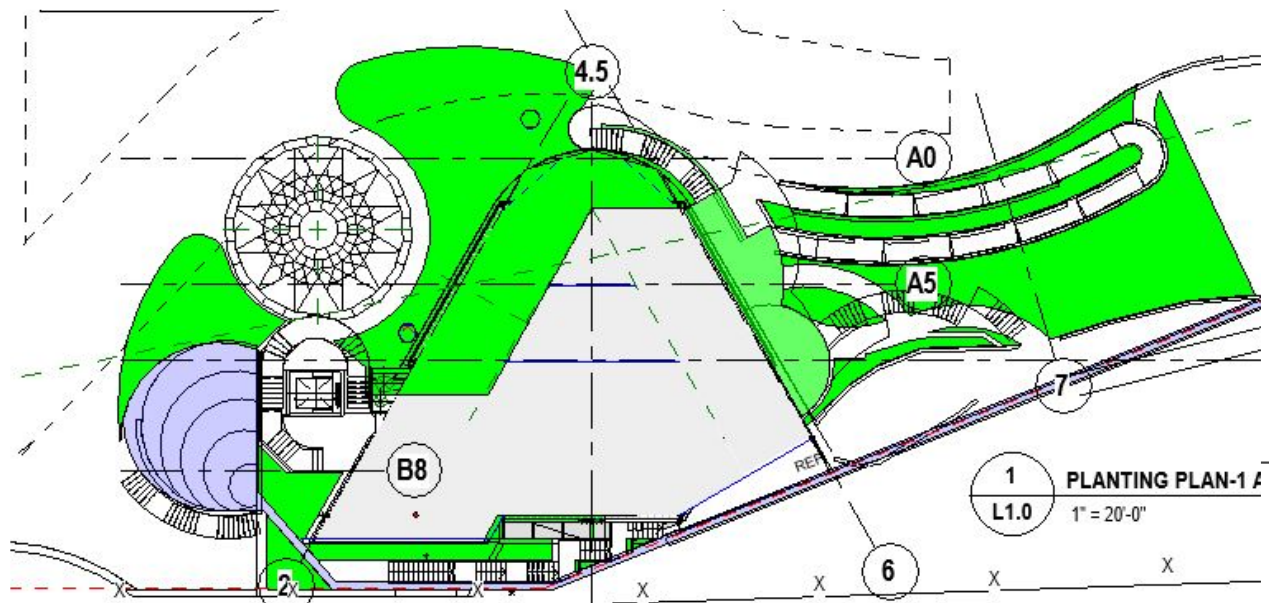 4.5
A0
A5
7
B8
REF
1 PLANTING PLAN-1 A
L1.0 1" = 20'-0"
6
2
X X X X X X X